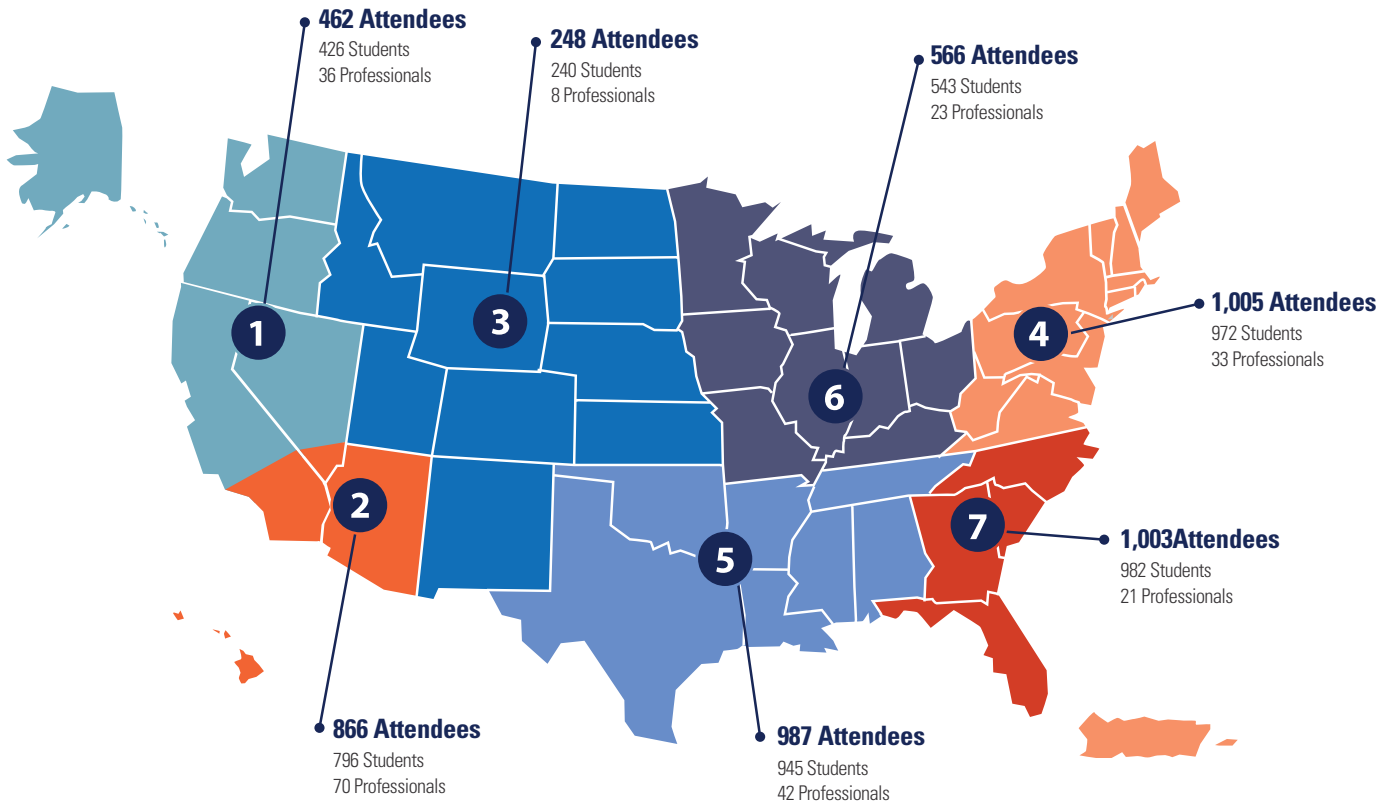 462 Attendees
426 Students
36 Professionals
248 Attendees
240 Students
8 Professionals
566 Attendees
543 Students
23 Professionals
1
3
6
4
1,005 Attendees
972 Students
33 Professionals
2
5
7
1,003Attendees
982 Students
21 Professionals
866 Attendees
796 Students
70 Professionals
987 Attendees
945 Students
42 Professionals